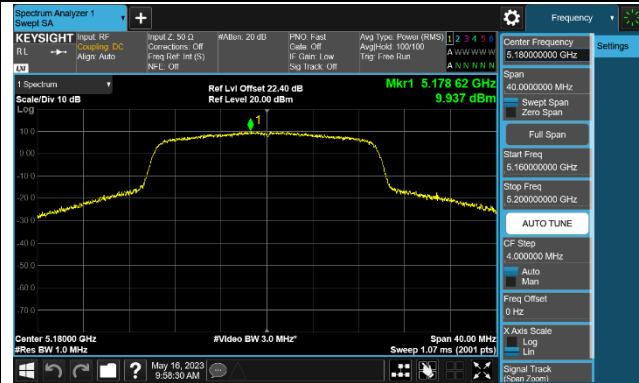 Spectrum Analyzer 1
Swept SA
Frequency
KEYSIGHT
RL
Input: RF
Coupling: DC
Align: Auto
Input Z: 50 Ω
Corrections: Off
Freq Ref: Int (S)
NFE: Off
#Atten: 20 dB
PNO: Fast
Gate: Off
IF Gain: Low
Sig Track: Off
Avg Type: Power (RMS)
Avg|Hold: 100/100
Trig: Free Run
1 2 3 4 5 6
A W W W W W
A N N N N N
LXI
Center Frequency
5.180000000 GHz
Settings
Span
40.0000000 MHz
Swept Span
Zero Span
Full Span
Start Freq
5.160000000 GHz
Stop Freq
5.200000000 GHz
AUTO TUNE
CF Step
4.000000 MHz
Auto
Man
Freq Offset
0 Hz
X Axis Scale
Log
Lin
Signal Track
(Span Zoom)
1 Spectrum
Scale/Div 10 dB
Log
Ref Lvl Offset 22.40 dB
Ref Level 20.00 dBm
Mkr1 5.178 62 GHz
9.937 dBm
1
10.0
0.00
-10.0
-20.0
-30.0
-40.0
-50.0
-60.0
-70.0
Center 5.18000 GHz
#Res BW 1.0 MHz
#Video BW 3.0 MHz*
Span 40.00 MHz
Sweep 1.07 ms (2001 pts)
May 16, 2023
9:58:30 AM